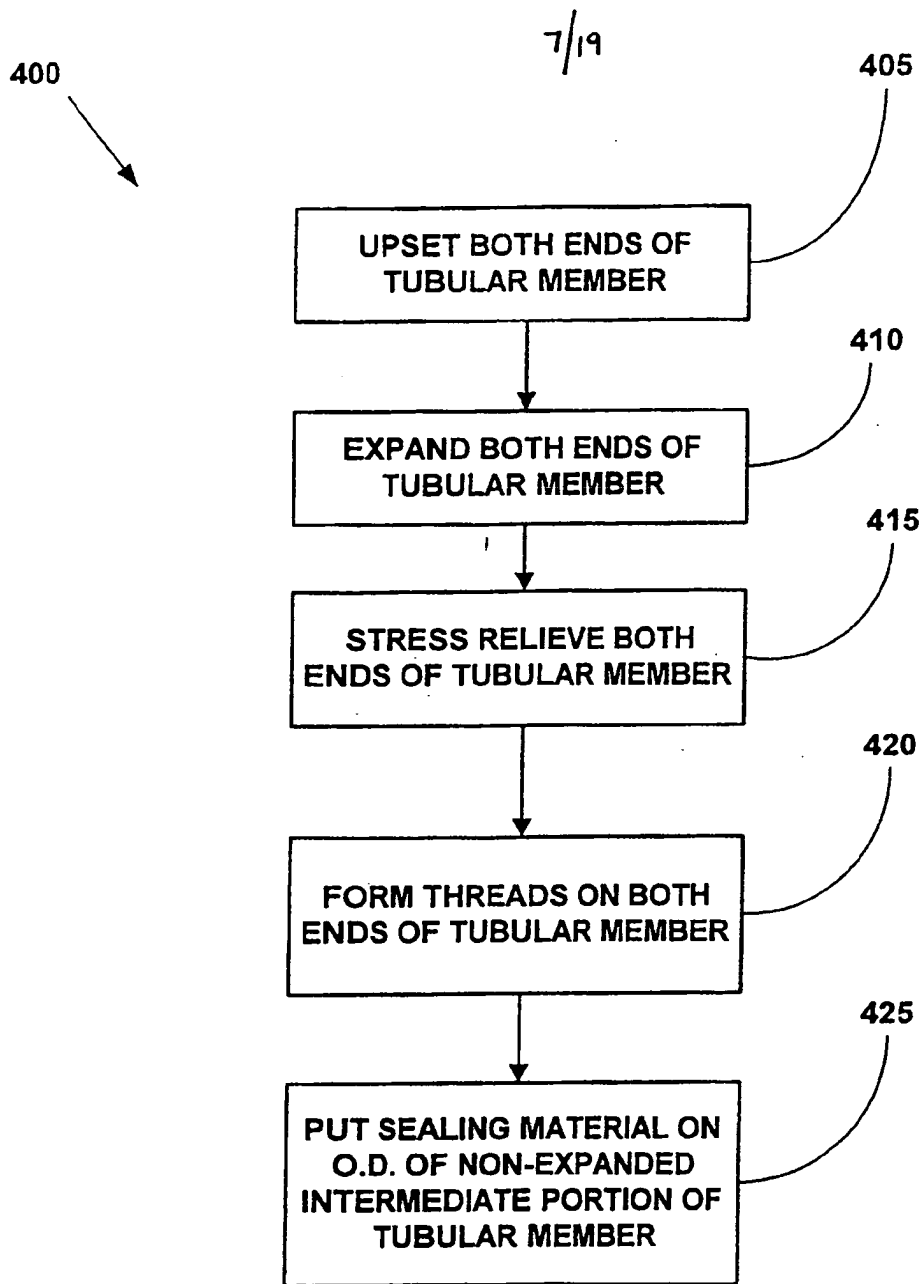 7/19
400
405
UPSET BOTH ENDS OF
TUBULAR MEMBER
410
EXPAND BOTH ENDS OF
TUBULAR MEMBER
415
STRESS RELIEVE BOTH
ENDS OF TUBULAR MEMBER
420
FORM THREADS ON BOTH
ENDS OF TUBULAR MEMBER
425
PUT SEALING MATERIAL ON
O.D. OF NON-EXPANDED
INTERMEDIATE PORTION OF
TUBULAR MEMBER